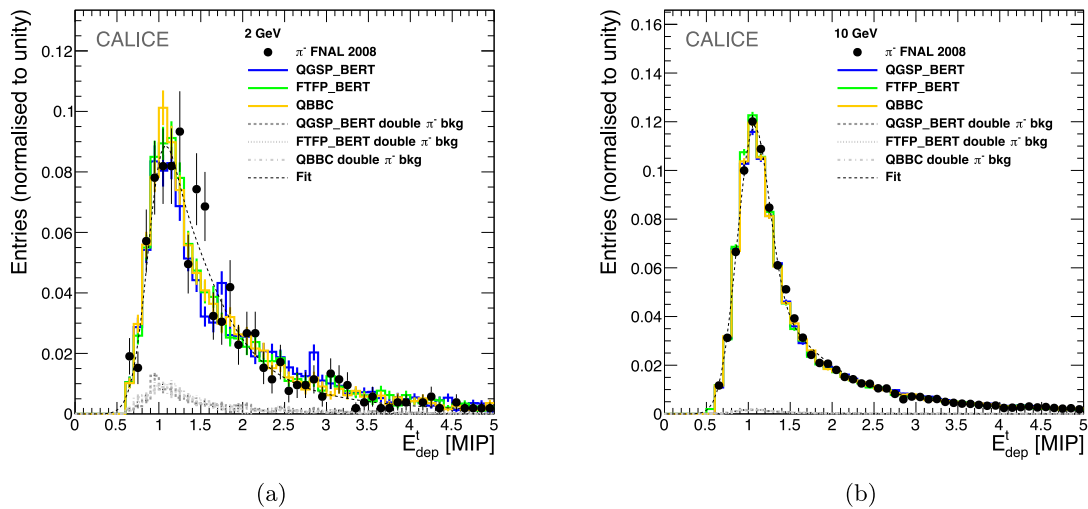 CALICE
2 GeV
π⁻ FNAL 2008
QGSP_BERT
FTFP_BERT
QBBC
QGSP_BERT double π⁻ bkg
FTFP_BERT double π⁻ bkg
QBBC double π⁻ bkg
Fit
Entries (normalised to unity)
0.12
0.1
0.08
0.06
0.04
0.02
0
0 0.5 1 1.5 2 2.5 3 3.5 4 4.5 5
E^t_dep [MIP]
(a)
CALICE
10 GeV
π⁻ FNAL 2008
QGSP_BERT
FTFP_BERT
QBBC
QGSP_BERT double π⁻ bkg
FTFP_BERT double π⁻ bkg
QBBC double π⁻ bkg
Fit
Entries (normalised to unity)
0.16
0.14
0.12
0.1
0.08
0.06
0.04
0.02
0
0 0.5 1 1.5 2 2.5 3 3.5 4 4.5 5
E^t_dep [MIP]
(b)